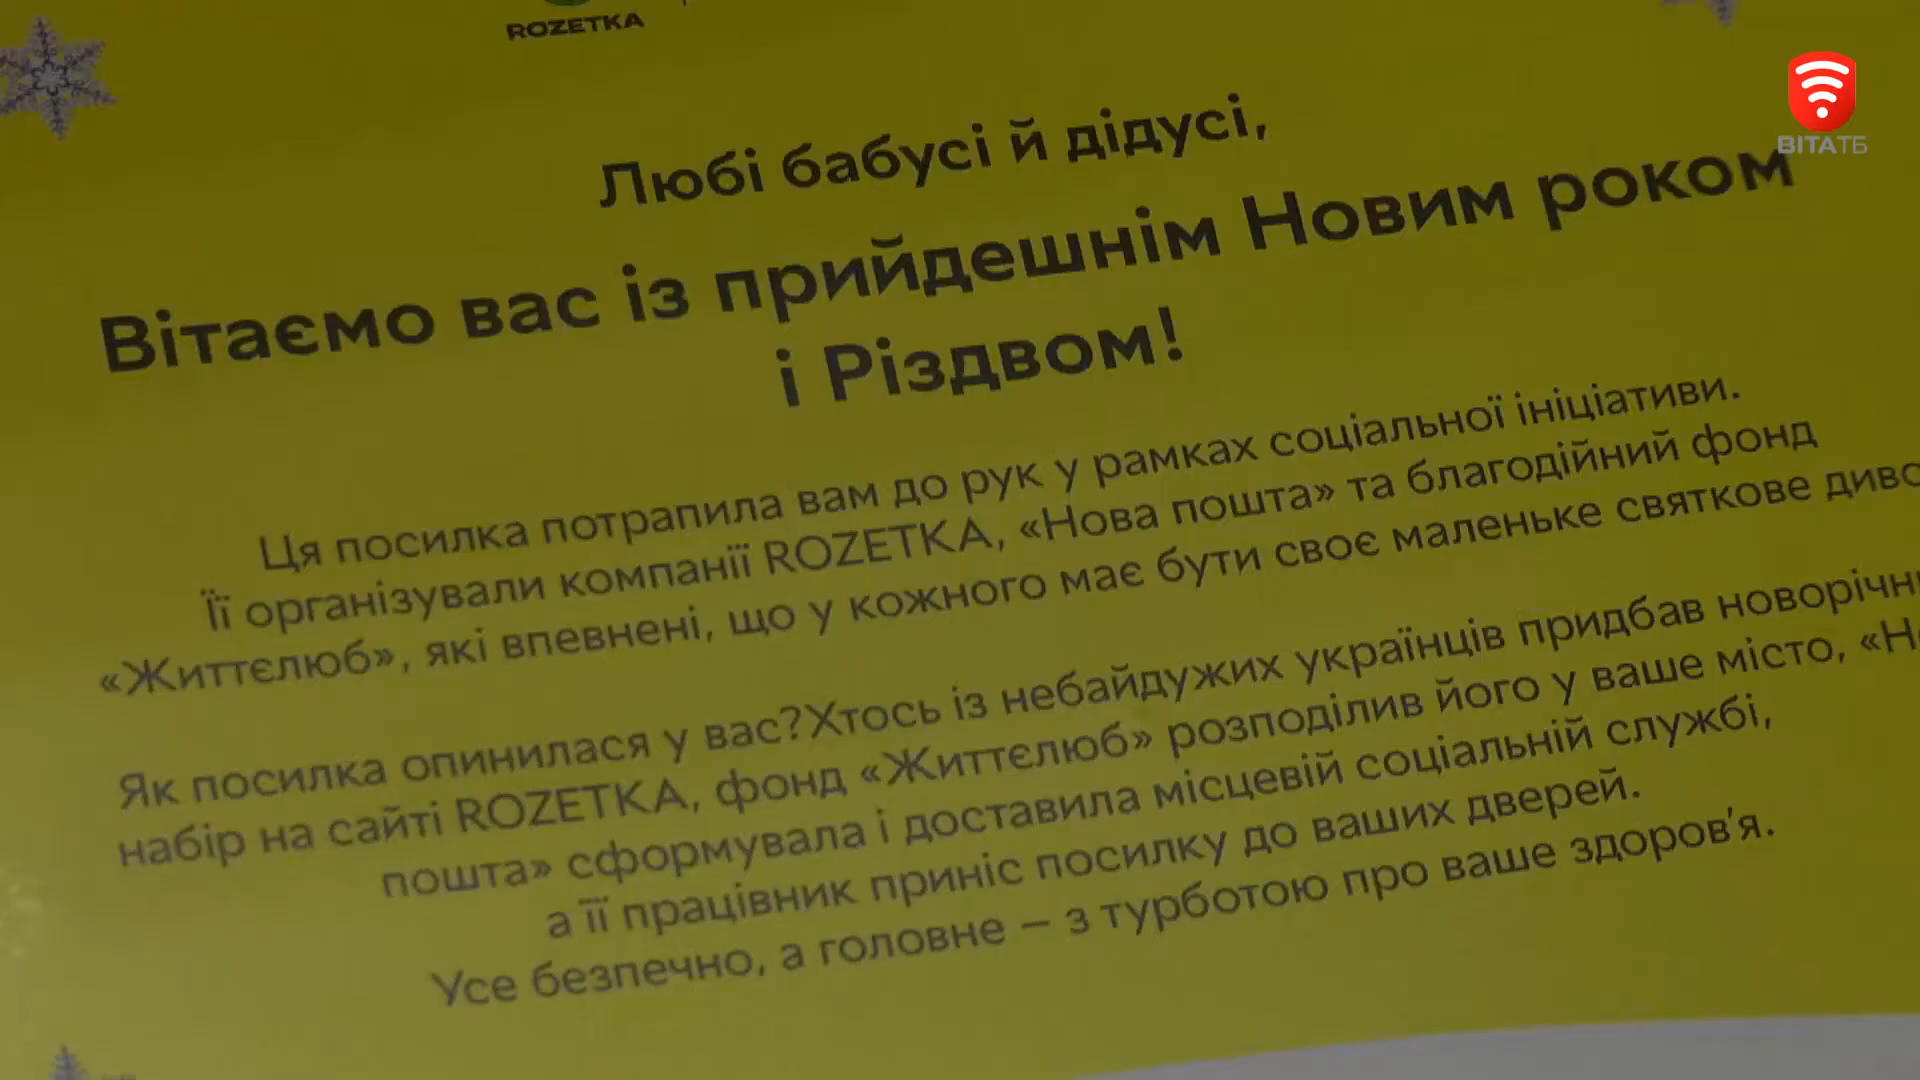 ROZETKA
ВІТАТБ
Любі бабусі й дідусі,
Вітаємо вас із прийдешнім Новим роком
і Різдвом!
Ця посилка потрапила вам до рук у рамках соціальної ініціативи.
Її організували компанії ROZETKA, «Нова пошта» та благодійний фонд
«Життєлюб», які впевнені, що у кожного має бути своє маленьке святкове диво
Як посилка опинилася у вас?Хтось із небайдужих українців придбав новорічн
набір на сайті ROZETKA, фонд «Життєлюб» розподілив його у ваше місто, «Н
пошта» сформувала і доставила місцевій соціальній службі,
а її працівник приніс посилку до ваших дверей.
Усе безпечно, а головне – з турботою про ваше здоров'я.